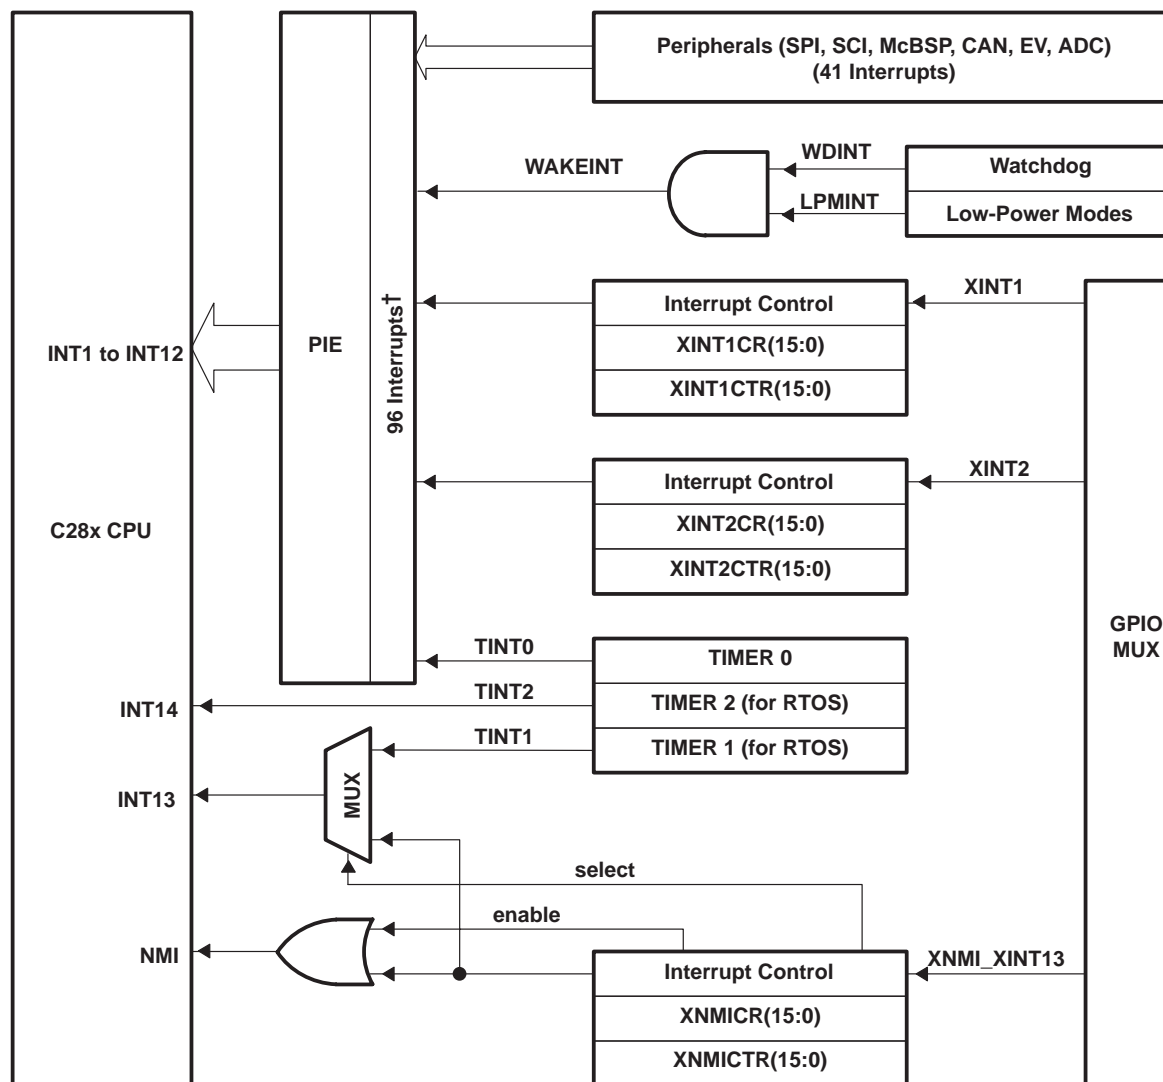 Peripherals (SPI, SCI, McBSP, CAN, EV, ADC)
(41 Interrupts)
WDINT
Watchdog
WAKEINT
LPMINT
Low-Power Modes
96 Interrupts†
Interrupt Control
XINT1
PIE
INT1 to INT12
XINT1CR(15:0)
XINT1CTR(15:0)
Interrupt Control
XINT2
C28x CPU
XINT2CR(15:0)
XINT2CTR(15:0)
GPIO
MUX
TINT0
TIMER 0
INT14
TINT2
TIMER 2 (for RTOS)
TINT1
TIMER 1 (for RTOS)
INT13
MUX
select
enable
NMI
Interrupt Control
XNMI_XINT13
XNMICR(15:0)
XNMICTR(15:0)